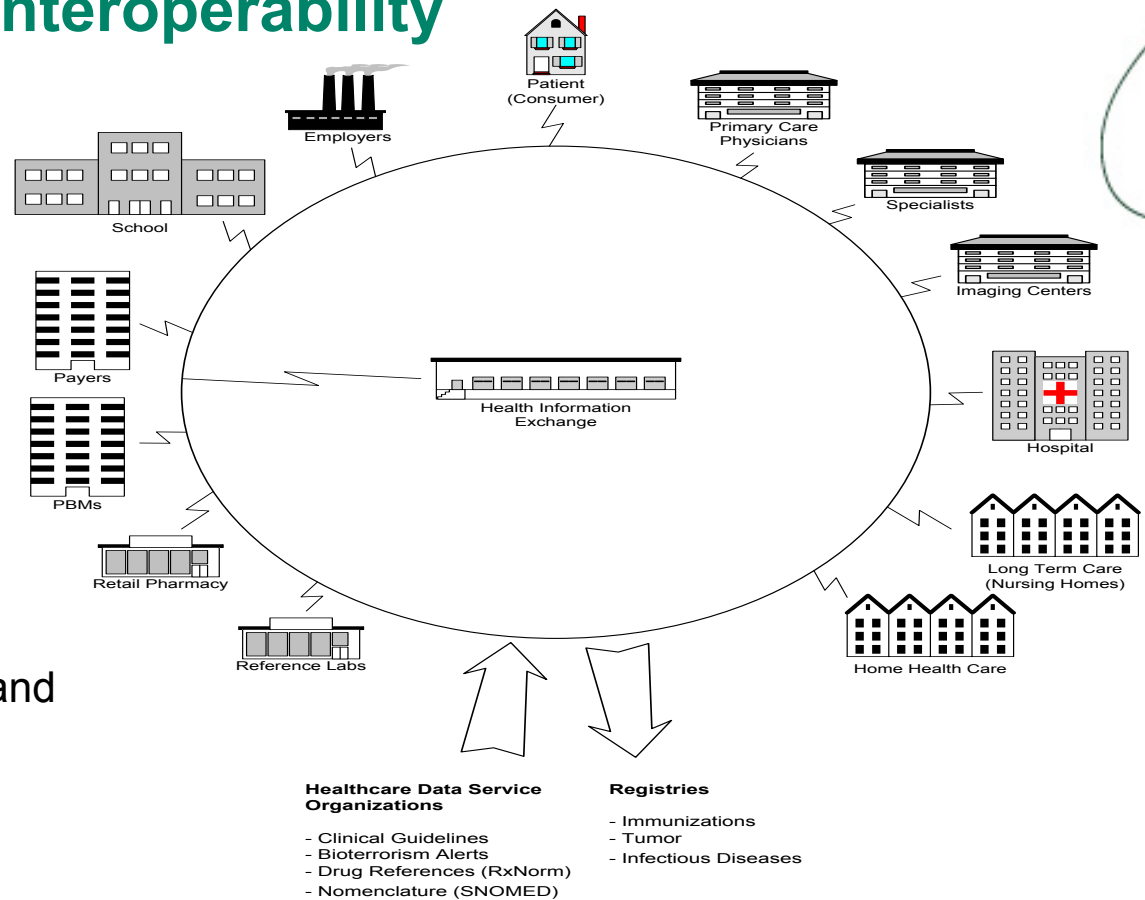 nteroperability
Patient
(Consumer)
Employers
Primary Care
Physicians
School
Specialists
Imaging Centers
Payers
Health Information
Exchange
Hospital
PBMs
Long Term Care
(Nursing Homes)
Retail Pharmacy
Reference Labs
Home Health Care
and
Healthcare Data Service
Organizations
- Clinical Guidelines
- Bioterrorism Alerts
- Drug References (RxNorm)
- Nomenclature (SNOMED)
Registries
- Immunizations
- Tumor
- Infectious Diseases